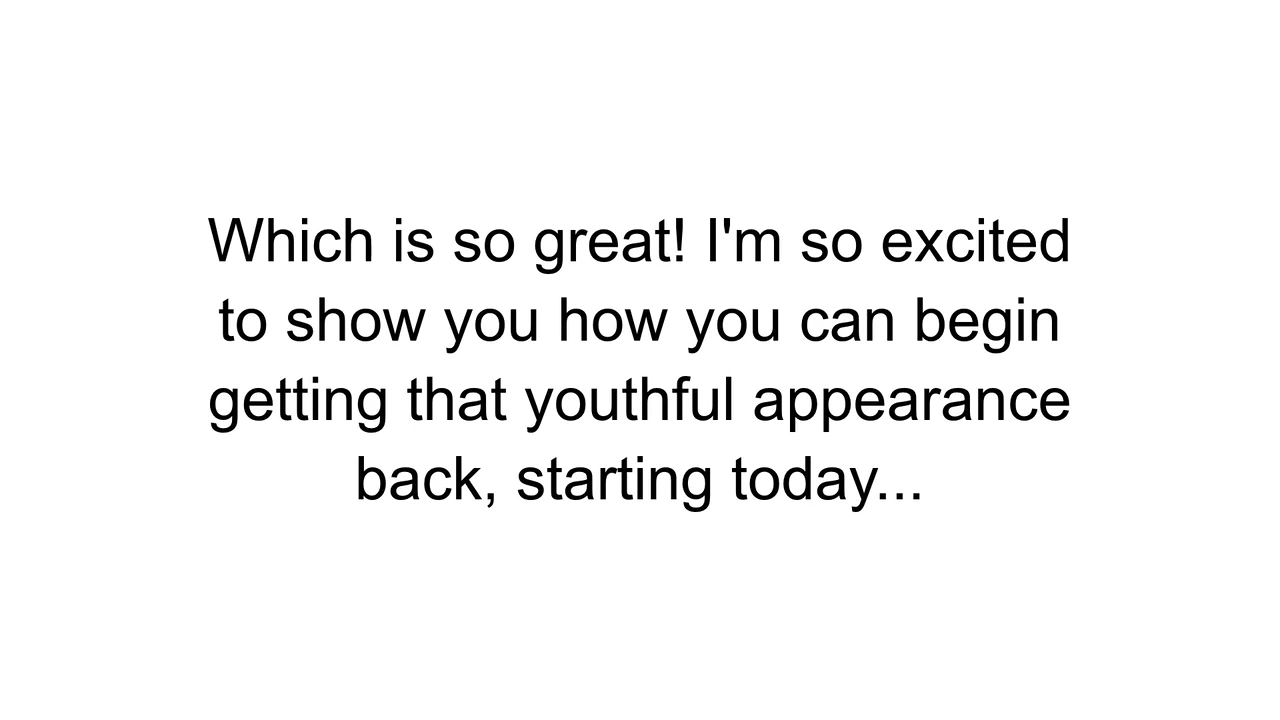 Which is so great! I'm so excited
to show you how you can begin
getting that youthful appearance
back, starting today...